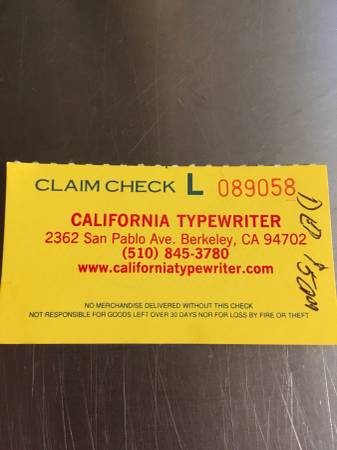 CLAIM CHECK L 089058
CALIFORNIA TYPEWRITER
2362 San Pablo Ave. Berkeley, CA 94702
(510) 845-3780
www.californiatypewriter.com
NO MERCHANDISE DELIVERED WITHOUT THIS CHECK
NOT RESPONSIBLE FOR GOODS LEFT OVER 30 DAYS NOR FOR LOSS BY FIRE OR THEFT